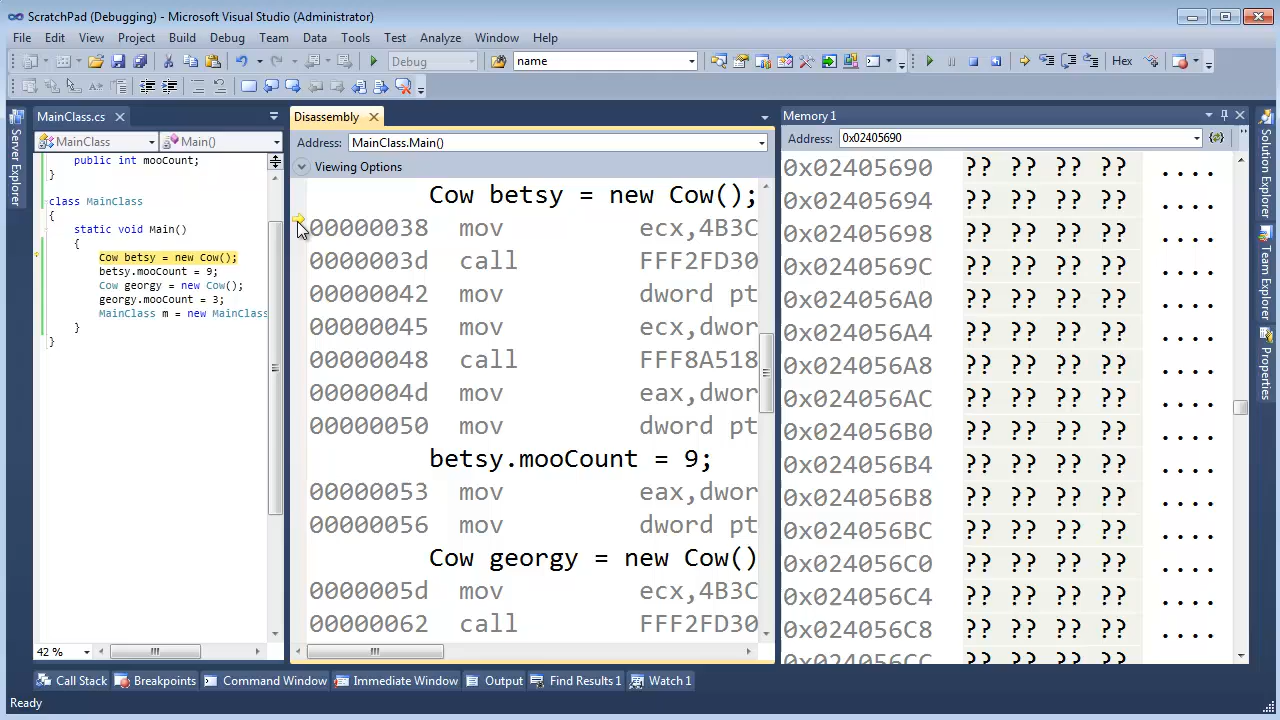 ScratchPad (Debugging) - Microsoft Visual Studio (Administrator)
File Edit View Project Build Debug Team Data Tools Test Analyze Window Help
Debug name Hex
MainClass.cs
MainClass Main()
public int mooCount;
}
class MainClass
{
static void Main()
{
Cow betsy = new Cow();
betsy.mooCount = 9;
Cow georgy = new Cow();
georgy.mooCount = 3;
MainClass m = new MainClass
}
}
42 %
Disassembly
Address: MainClass.Main()
Viewing Options
Cow betsy = new Cow();
00000038 mov ecx,4B3C
0000003d call FFF2FD30
00000042 mov dword pt
00000045 mov ecx,dwor
00000048 call FFF8A518
0000004d mov eax,dwor
00000050 mov dword pt
betsy.mooCount = 9;
00000053 mov eax,dwor
00000056 mov dword pt
Cow georgy = new Cow()
0000005d mov ecx,4B3C
00000062 call FFF2FD30
Memory 1
Address: 0x02405690
0x02405690 ?? ?? ?? ?? ....
0x02405694 ?? ?? ?? ?? ....
0x02405698 ?? ?? ?? ?? ....
0x0240569C ?? ?? ?? ?? ....
0x024056A0 ?? ?? ?? ?? ....
0x024056A4 ?? ?? ?? ?? ....
0x024056A8 ?? ?? ?? ?? ....
0x024056AC ?? ?? ?? ?? ....
0x024056B0 ?? ?? ?? ?? ....
0x024056B4 ?? ?? ?? ?? ....
0x024056B8 ?? ?? ?? ?? ....
0x024056BC ?? ?? ?? ?? ....
0x024056C0 ?? ?? ?? ?? ....
0x024056C4 ?? ?? ?? ?? ....
0x024056C8 ?? ?? ?? ?? ....
0x024056CC ?? ?? ?? ?? ....
Server Explorer
Solution Explorer
Team Explorer
Properties
Call Stack Breakpoints Command Window Immediate Window Output Find Results 1 Watch 1
Ready